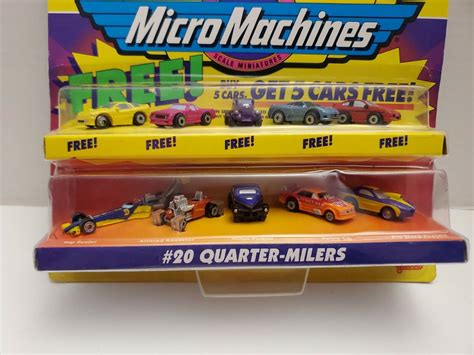 Micro Machines
SCALE MINIATURES
FREE!
BUY
5 CARS, GET 5 CARS FREE!
FREE! FREE! FREE! FREE! FREE!
#20 QUARTER-MILERS